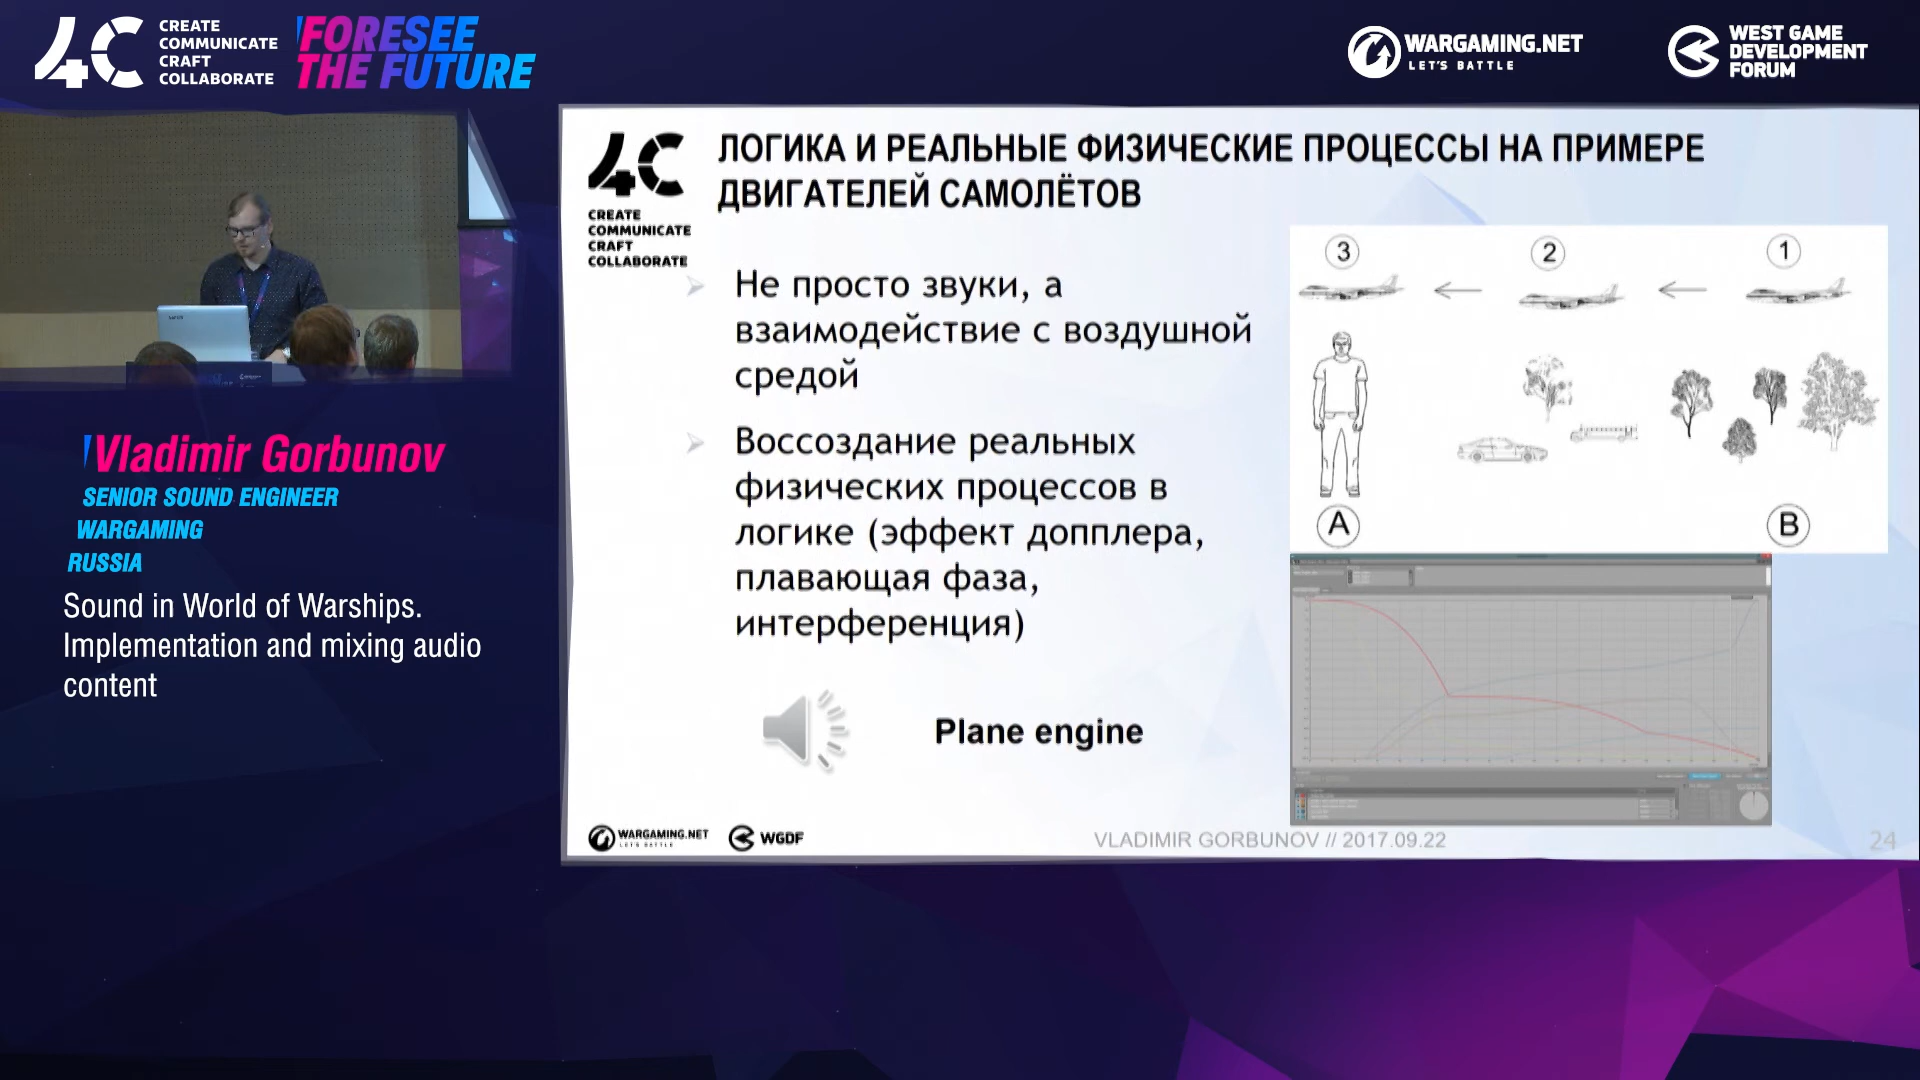 4C
CREATE
COMMUNICATE
CRAFT
COLLABORATE
FORESEE
THE FUTURE
WARGAMING.NET
LET'S BATTLE
WEST GAME
DEVELOPMENT
FORUM
Vladimir Gorbunov
SENIOR SOUND ENGINEER
WARGAMING
RUSSIA
Sound in World of Warships.
Implementation and mixing audio
content
4C
CREATE
COMMUNICATE
CRAFT
COLLABORATE
ЛОГИКА И РЕАЛЬНЫЕ ФИЗИЧЕСКИЕ ПРОЦЕССЫ НА ПРИМЕРЕ
ДВИГАТЕЛЕЙ САМОЛЁТОВ
Не просто звуки, а
взаимодействие с воздушной
средой
Воссоздание реальных
физических процессов в
логике (эффект допплера,
плавающая фаза,
интерференция)
Plane engine
3 2 1
A B
WARGAMING.NET
LET'S BATTLE
WGDF
VLADIMIR GORBUNOV // 2017.09.22
24